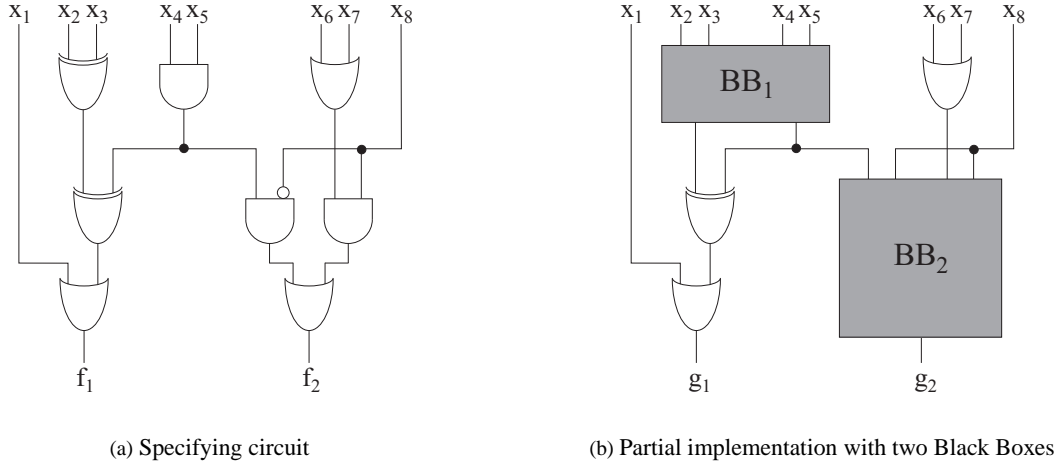 x1 x2 x3 x4 x5 x6 x7 x8
f1 f2
(a) Specifying circuit
x1 x2 x3 x4 x5 x6 x7 x8
BB1
BB2
g1 g2
(b) Partial implementation with two Black Boxes